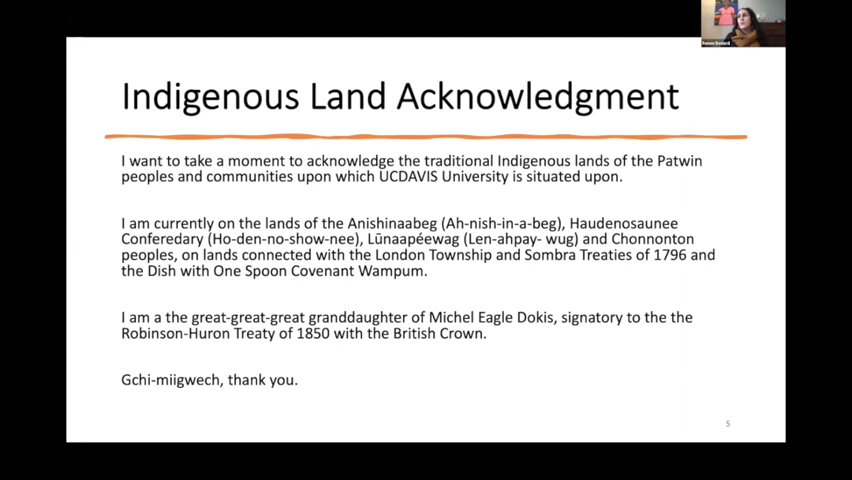 Indigenous Land Acknowledgment
I want to take a moment to acknowledge the traditional Indigenous lands of the Patwin
peoples and communities upon which UCDAVIS University is situated upon.
I am currently on the lands of the Anishinaabeg (Ah-nish-in-a-beg), Haudenosaunee
Conferedary (Ho-den-no-show-nee), Lūnaapéewag (Len-ahpay- wug) and Chonnonton
peoples, on lands connected with the London Township and Sombra Treaties of 1796 and
the Dish with One Spoon Covenant Wampum.
I am a the great-great-great granddaughter of Michel Eagle Dokis, signatory to the the
Robinson-Huron Treaty of 1850 with the British Crown.
Gchi-miigwech, thank you.
5